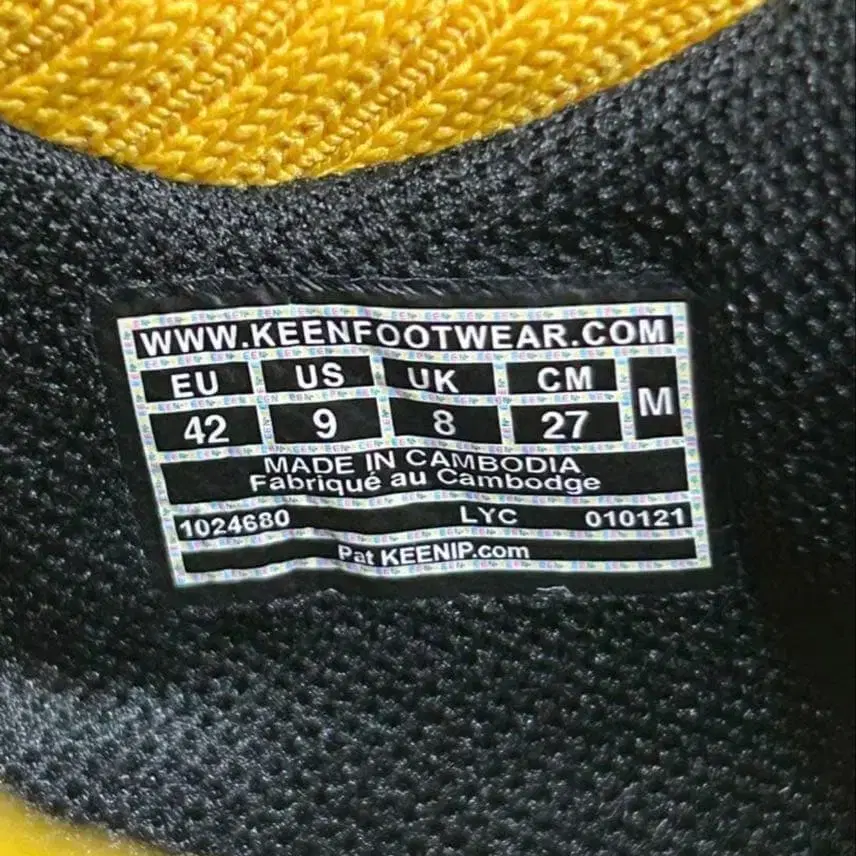 WWW.KEENFOOTWEAR.COM
EU US UK CM M
42 9 8 27
MADE IN CAMBODIA
Fabriqué au Cambodge
1024680 LYC 010121
Pat KEENIP.com